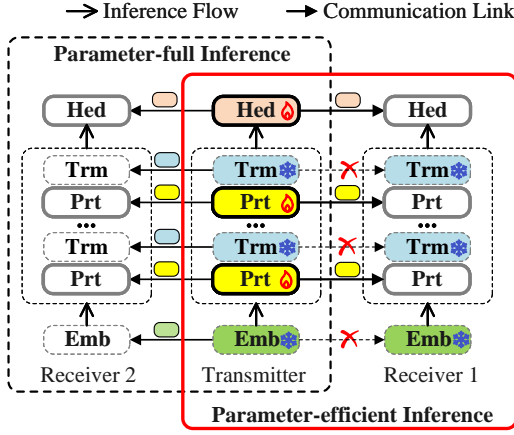 Inference Flow Communication Link
Parameter-full Inference
Hed Hed Hed
Trm Trm Trm
Prt Prt Prt
... ... ...
Trm Trm Trm
Prt Prt Prt
Emb Emb Emb
Receiver 2 Transmitter Receiver 1
Parameter-efficient Inference